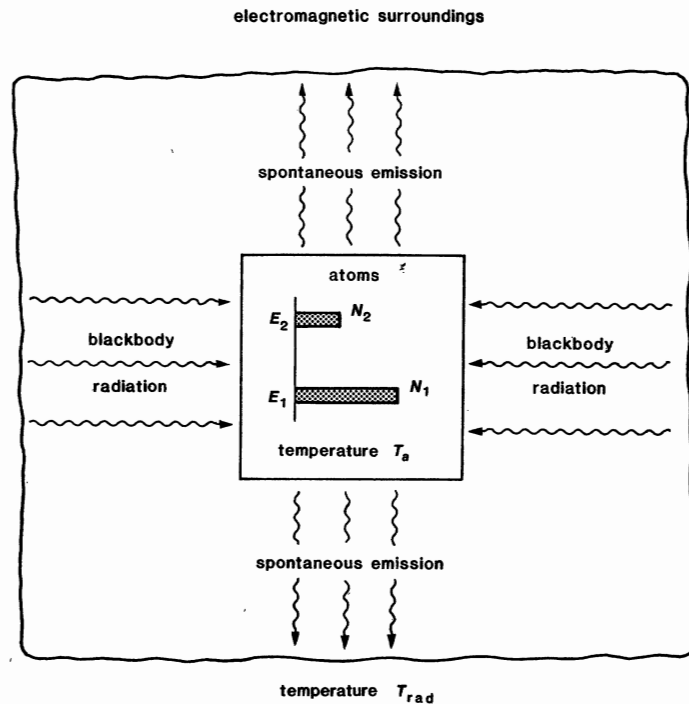 electromagnetic surroundings
spontaneous emission
atoms
E2 N2
blackbody
radiation
blackbody
radiation
E1 N1
temperature Ta
spontaneous emission
temperature Trad